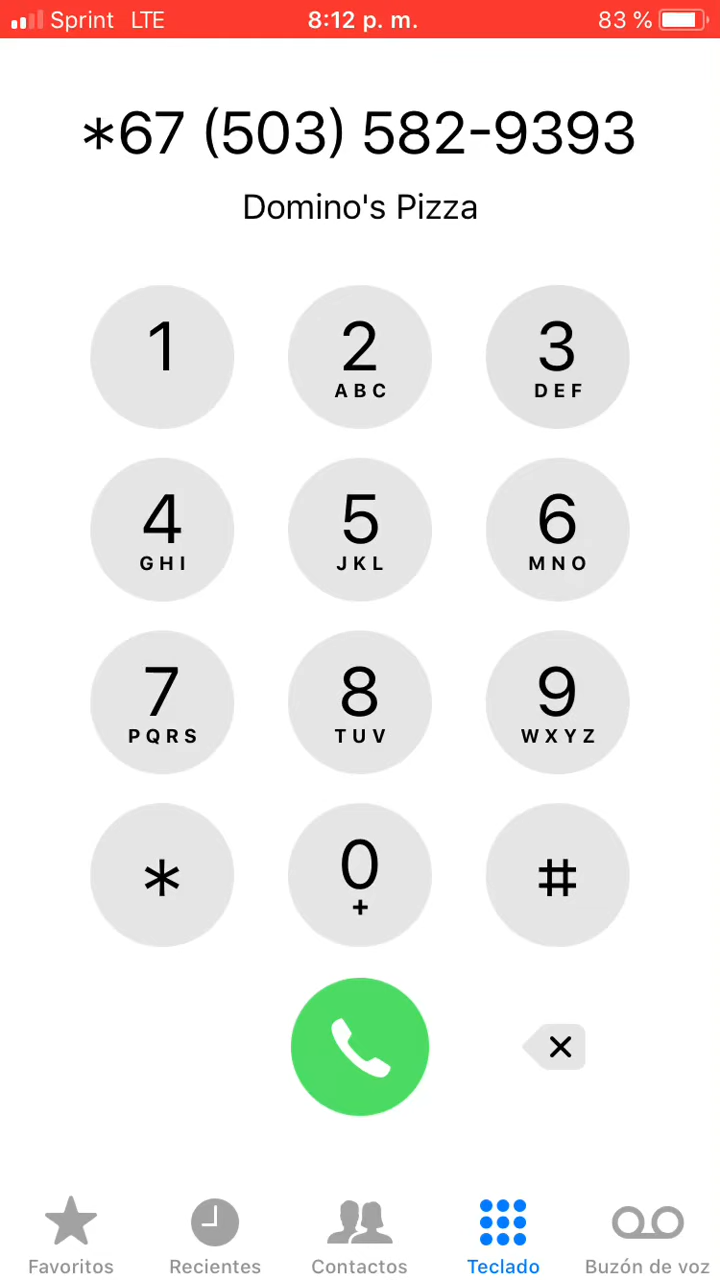 Sprint LTE 8:12 p. m. 83 %
*67 (503) 582-9393
Domino's Pizza
1 2 3
ABC DEF
4 5 6
GHI JKL MNO
7 8 9
PQRS TUV WXYZ
* 0 #
+
Favoritos Recientes Contactos Teclado Buzón de voz